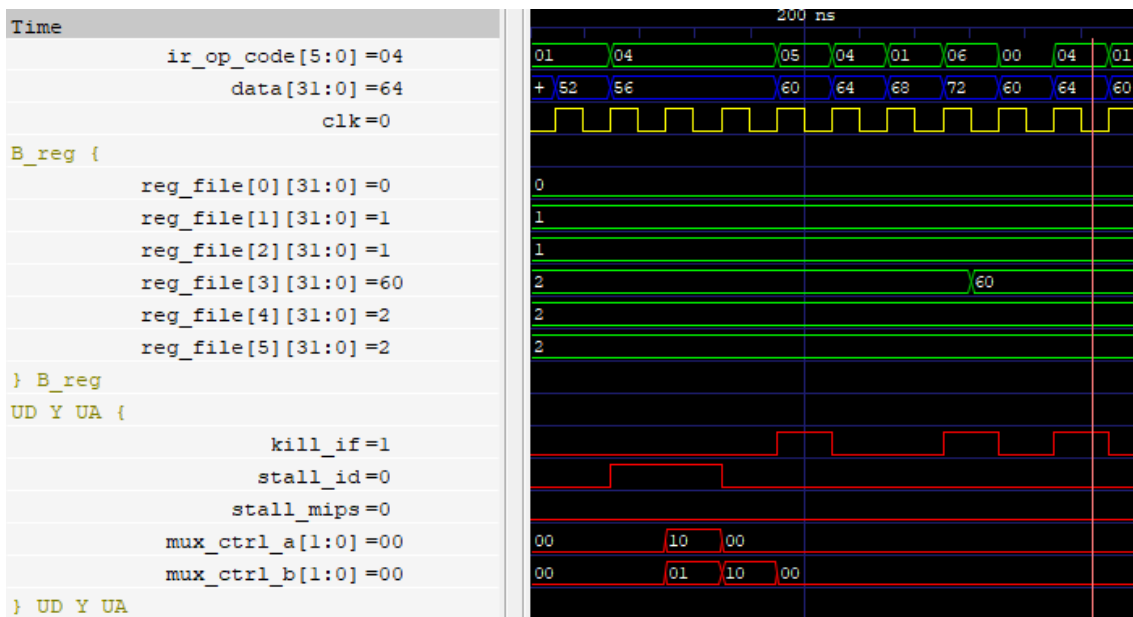 Time 200 ns
ir_op_code[5:0]=04 01 04 05 04 01 06 00 04 01
data[31:0]=64 + 52 56 60 64 68 72 60 64 60
clk=0
B_reg {
reg_file[0][31:0]=0 0
reg_file[1][31:0]=1 1
reg_file[2][31:0]=1 1
reg_file[3][31:0]=60 2 60
reg_file[4][31:0]=2 2
reg_file[5][31:0]=2 2
} B_reg
UD Y UA {
kill_if=1
stall_id=0
stall_mips=0
mux_ctrl_a[1:0]=00 00 10 00
mux_ctrl_b[1:0]=00 00 01 10 00
} UD Y UA